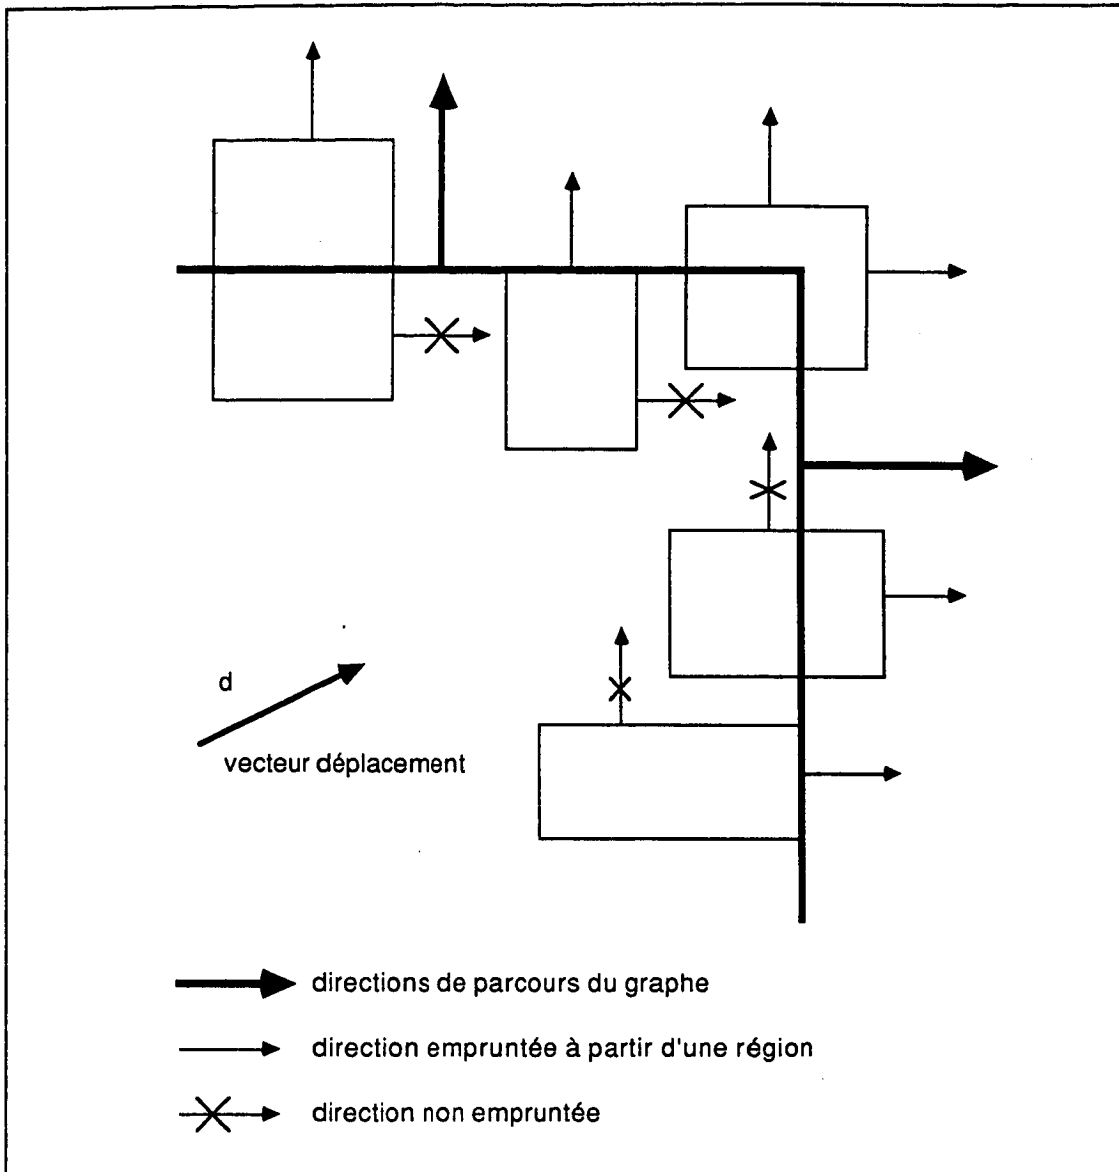 d
vecteur déplacement
directions de parcours du graphe
direction empruntée à partir d'une région
direction non empruntée